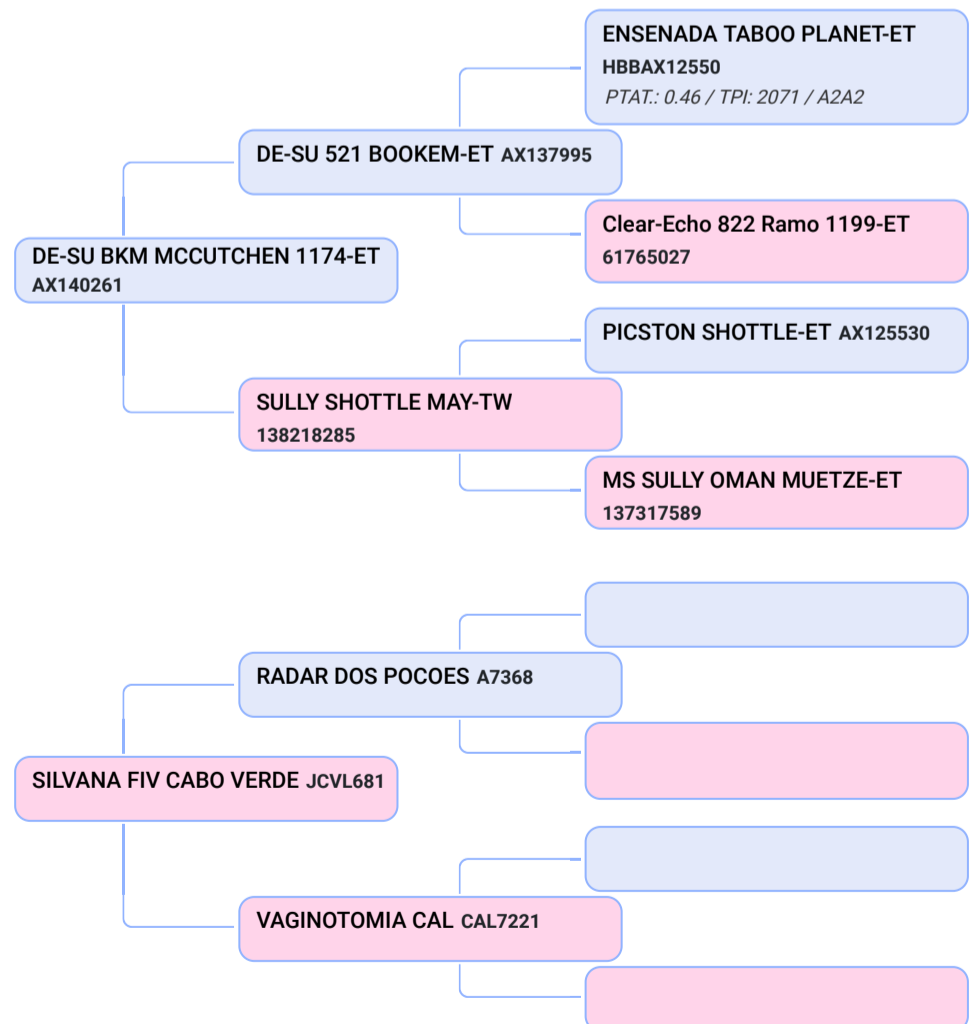 ENSENADA TABOO PLANET-ET
HBBAX12550
PTAT.: 0.46 / TPI: 2071 / A2A2
DE-SU 521 BOOKEM-ET AX137995
Clear-Echo 822 Ramo 1199-ET
61765027
DE-SU BKM MCCUTCHEN 1174-ET
AX140261
PICSTON SHOTTLE-ET AX125530
SULLY SHOTTLE MAY-TW
138218285
MS SULLY OMAN MUETZE-ET
137317589
RADAR DOS POCOES A7368
SILVANA FIV CABO VERDE JCVL681
VAGINOTOMIA CAL CAL7221